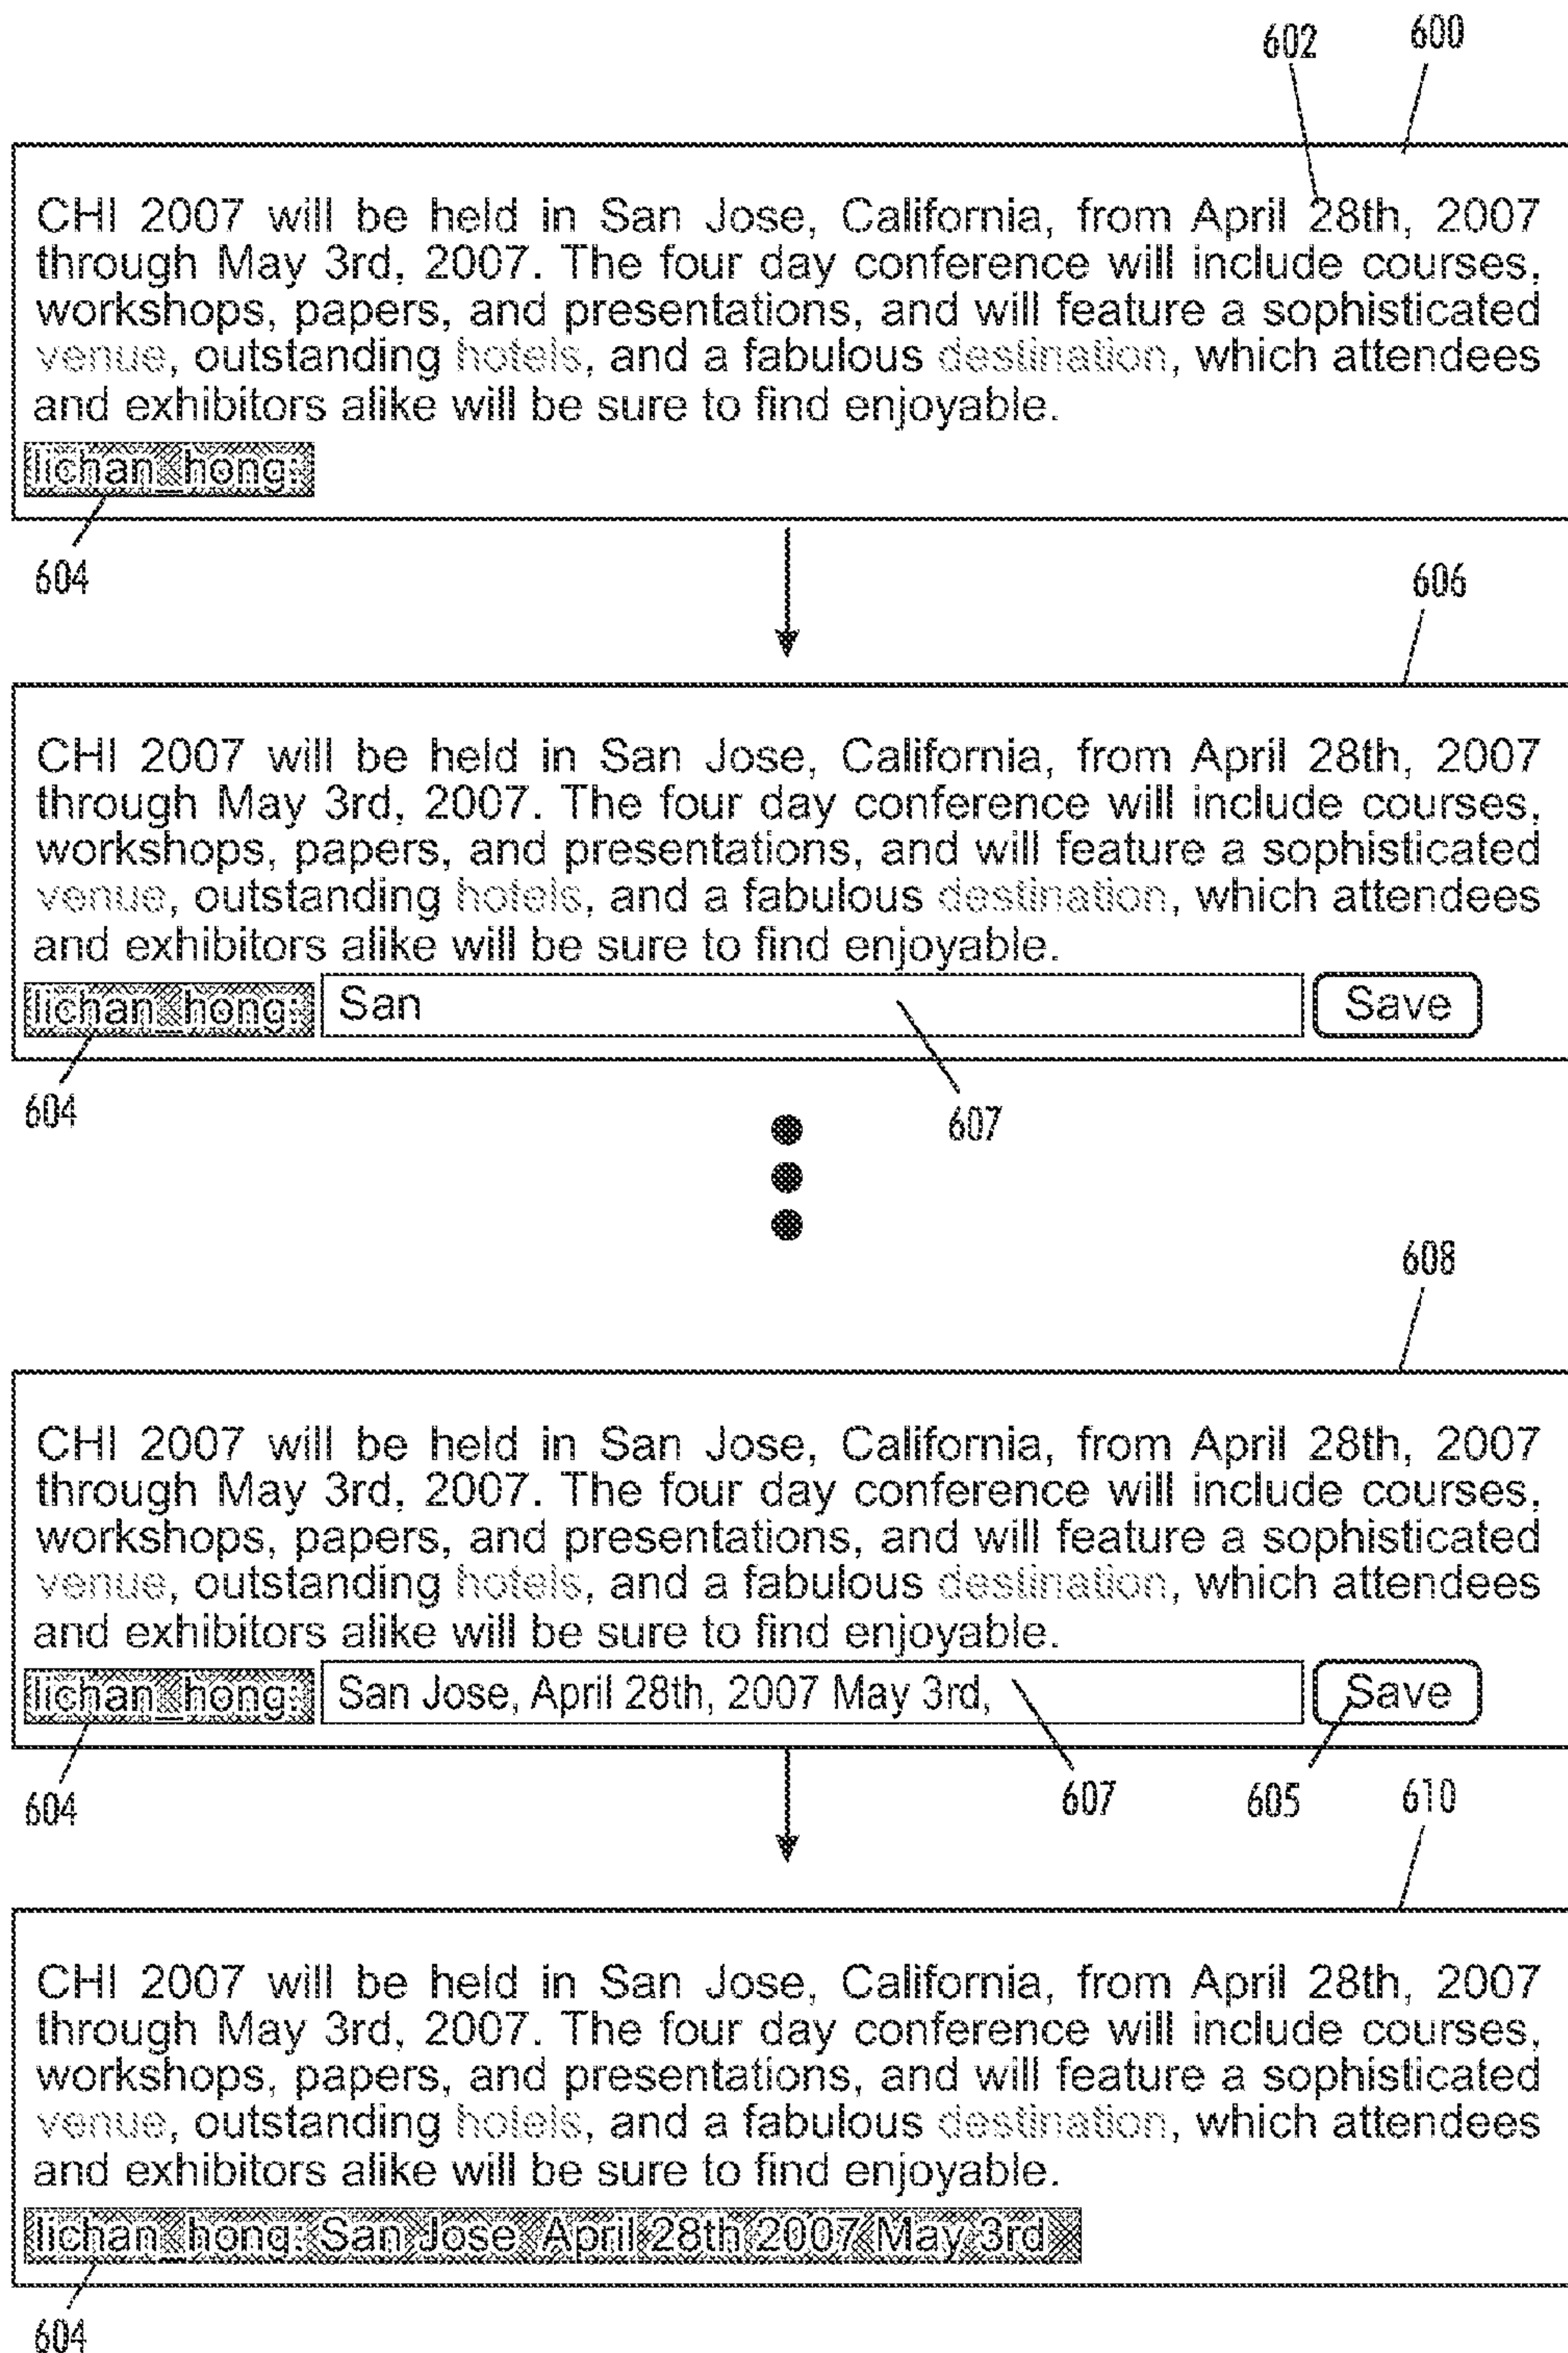 602 600
CHI 2007 will be held in San Jose, California, from April 28th, 2007
through May 3rd, 2007. The four day conference will include courses,
workshops, papers, and presentations, and will feature a sophisticated
venue, outstanding hotels, and a fabulous destination, which attendees
and exhibitors alike will be sure to find enjoyable.
lichan_hong:
604
606
CHI 2007 will be held in San Jose, California, from April 28th, 2007
through May 3rd, 2007. The four day conference will include courses,
workshops, papers, and presentations, and will feature a sophisticated
venue, outstanding hotels, and a fabulous destination, which attendees
and exhibitors alike will be sure to find enjoyable.
lichan_hong: San Save
604 607
608
CHI 2007 will be held in San Jose, California, from April 28th, 2007
through May 3rd, 2007. The four day conference will include courses,
workshops, papers, and presentations, and will feature a sophisticated
venue, outstanding hotels, and a fabulous destination, which attendees
and exhibitors alike will be sure to find enjoyable.
lichan_hong: San Jose, April 28th, 2007 May 3rd, Save
604 607 605 610
CHI 2007 will be held in San Jose, California, from April 28th, 2007
through May 3rd, 2007. The four day conference will include courses,
workshops, papers, and presentations, and will feature a sophisticated
venue, outstanding hotels, and a fabulous destination, which attendees
and exhibitors alike will be sure to find enjoyable.
lichan_hong: San Jose April 28th 2007 May 3rd
604